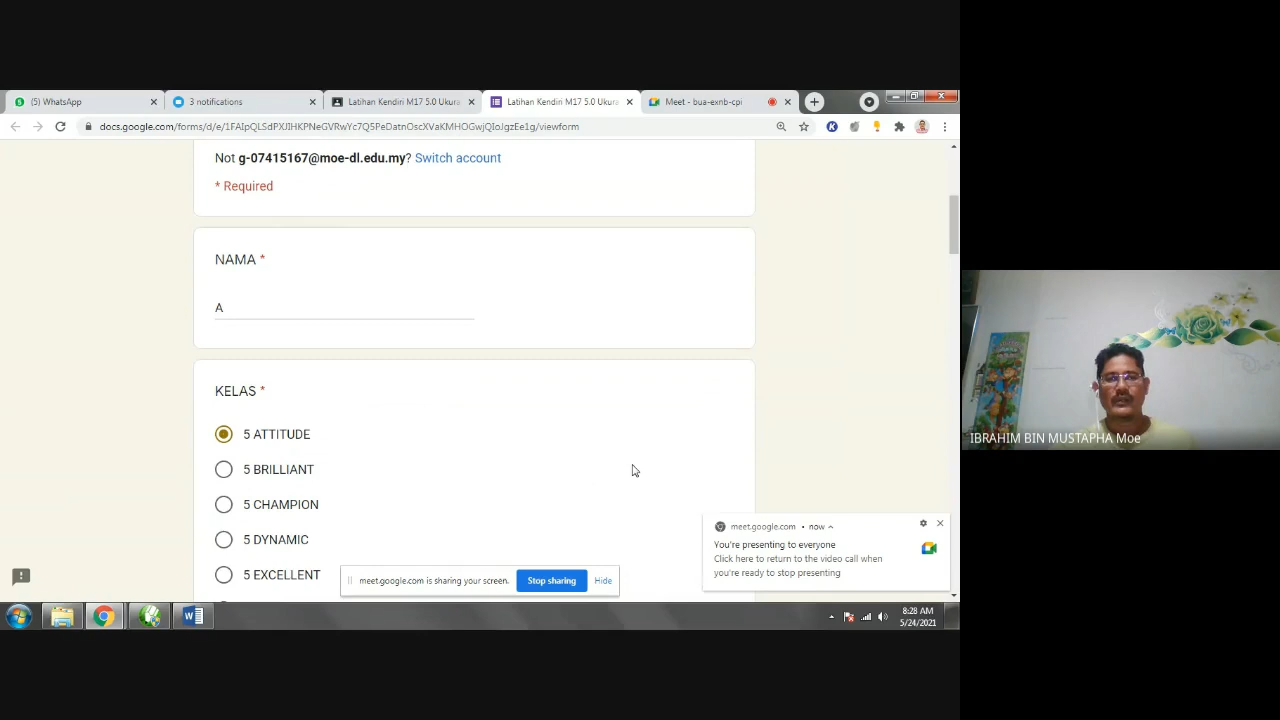 (5) WhatsApp
3 notifications
Latihan Kendiri M17 5.0 Ukura
Latihan Kendiri M17 5.0 Ukura
Meet - bua-exnb-cpi
docs.google.com/forms/d/e/1FAIpQLSdPXJIHKPNeGVRwYc7Q5PeDatnOscXVaKMHOGwjQIoJgzEe1g/viewform
Not g-07415167@moe-dl.edu.my? Switch account
* Required
NAMA *
A
KELAS *
5 ATTITUDE
5 BRILLIANT
5 CHAMPION
5 DYNAMIC
5 EXCELLENT
IBRAHIM BIN MUSTAPHA Moe
meet.google.com • now
You're presenting to everyone
Click here to return to the video call when
you're ready to stop presenting
meet.google.com is sharing your screen.
Stop sharing
Hide
8:28 AM
5/24/2021